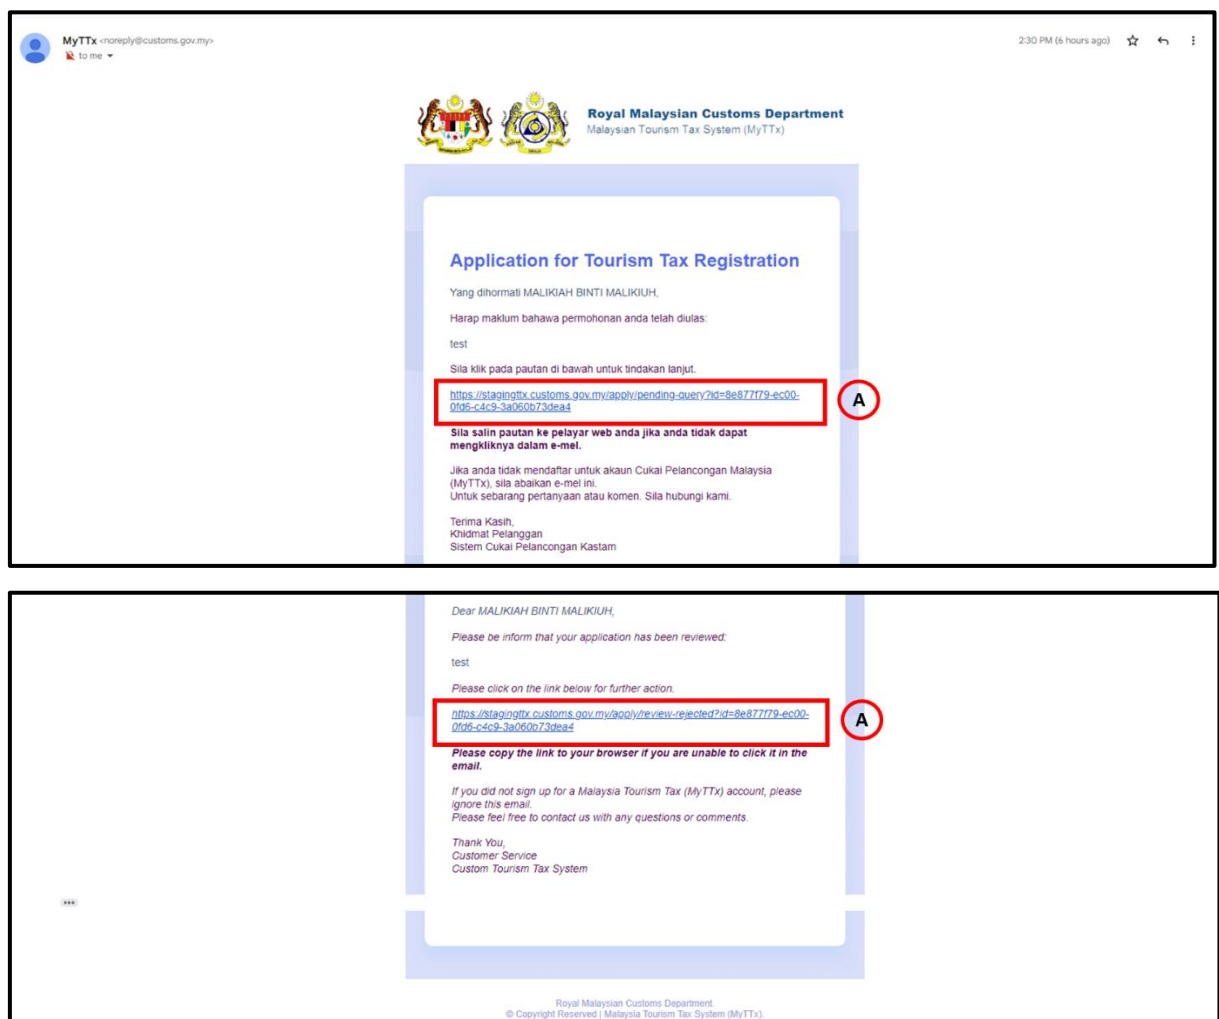 MyTTx <noreply@customs.gov.my>
2:30 PM (6 hours ago)
to me
Royal Malaysian Customs Department
Malaysian Tourism Tax System (MyTTx)
Application for Tourism Tax Registration
Yang dihormati MALIKIAH BINTI MALIKIUH,
Harap maklum bahawa permohonan anda telah diulas:
test
Sila klik pada pautan di bawah untuk tindakan lanjut.
https://stagingttx.customs.gov.my/apply/pending-query?id=8e877f79-ec00-
0fd6-c4c9-3a060b73dea4
A
Sila salin pautan ke pelayar web anda jika anda tidak dapat
mengkliknya dalam e-mel.
Jika anda tidak mendaftar untuk akaun Cukai Pelancongan Malaysia
(MyTTx), sila abaikan e-mel ini.
Untuk sebarang pertanyaan atau komen. Sila hubungi kami.
Terima Kasih,
Khidmat Pelanggan
Sistem Cukai Pelancongan Kastam
Dear MALIKIAH BINTI MALIKIUH,
Please be inform that your application has been reviewed:
test
Please click on the link below for further action.
https://stagingttx.customs.gov.my/apply/review-rejected?id=8e877f79-ec00-
0fd6-c4c9-3a060b73dea4
A
Please copy the link to your browser if you are unable to click it in the
email.
If you did not sign up for a Malaysia Tourism Tax (MyTTx) account, please
ignore this email.
Please feel free to contact us with any questions or comments.
Thank You,
Customer Service
Custom Tourism Tax System
Royal Malaysian Customs Department.
© Copyright Reserved | Malaysia Tourism Tax System (MyTTx).